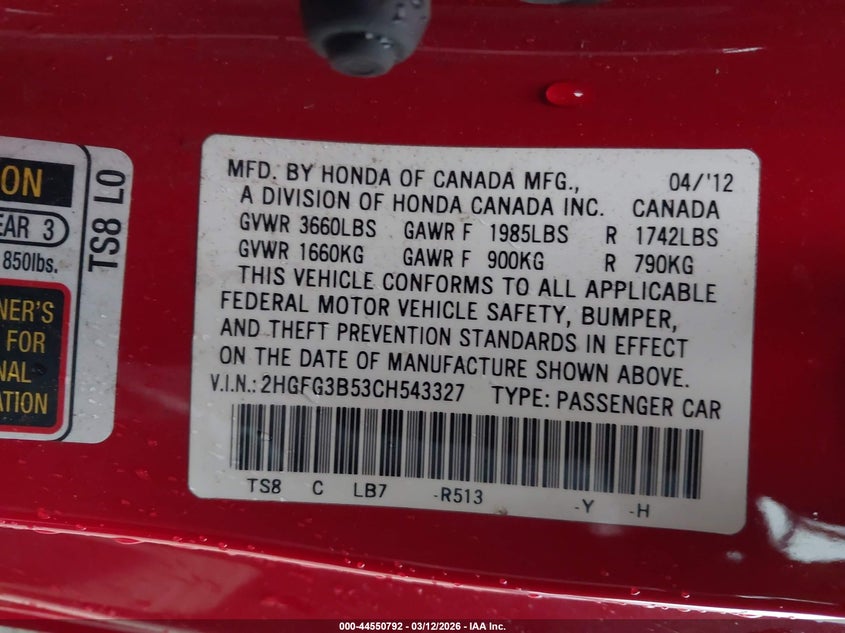 ON
EAR 3
850lbs.
TS8 L0
NER'S
FOR
NAL
ATION
MFD. BY HONDA OF CANADA MFG., 04/'12
A DIVISION OF HONDA CANADA INC. CANADA
GVWR 3660LBS GAWR F 1985LBS R 1742LBS
GVWR 1660KG GAWR F 900KG R 790KG
THIS VEHICLE CONFORMS TO ALL APPLICABLE
FEDERAL MOTOR VEHICLE SAFETY, BUMPER,
AND THEFT PREVENTION STANDARDS IN EFFECT
ON THE DATE OF MANUFACTURE SHOWN ABOVE.
V.I.N.: 2HGFG3B53CH543327 TYPE: PASSENGER CAR
TS8 C LB7 -R513 -Y -H
000-44550792 - 03/12/2026 - IAA Inc.